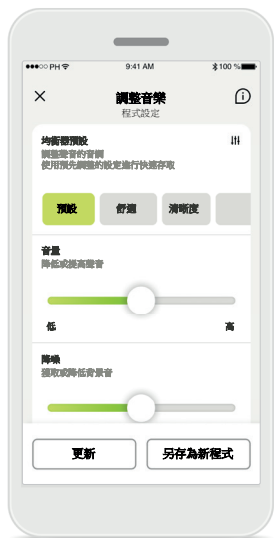 PH 9:41 AM 100 %
調整音樂
程式設定
均衡器預設
調整聲音的音調
使用預先調整的設定進行快速存取
預設 舒適 清晰度
音量
降低或提高聲音
低 高
降噪
獲取或降低背景音
更新 另存為新程式